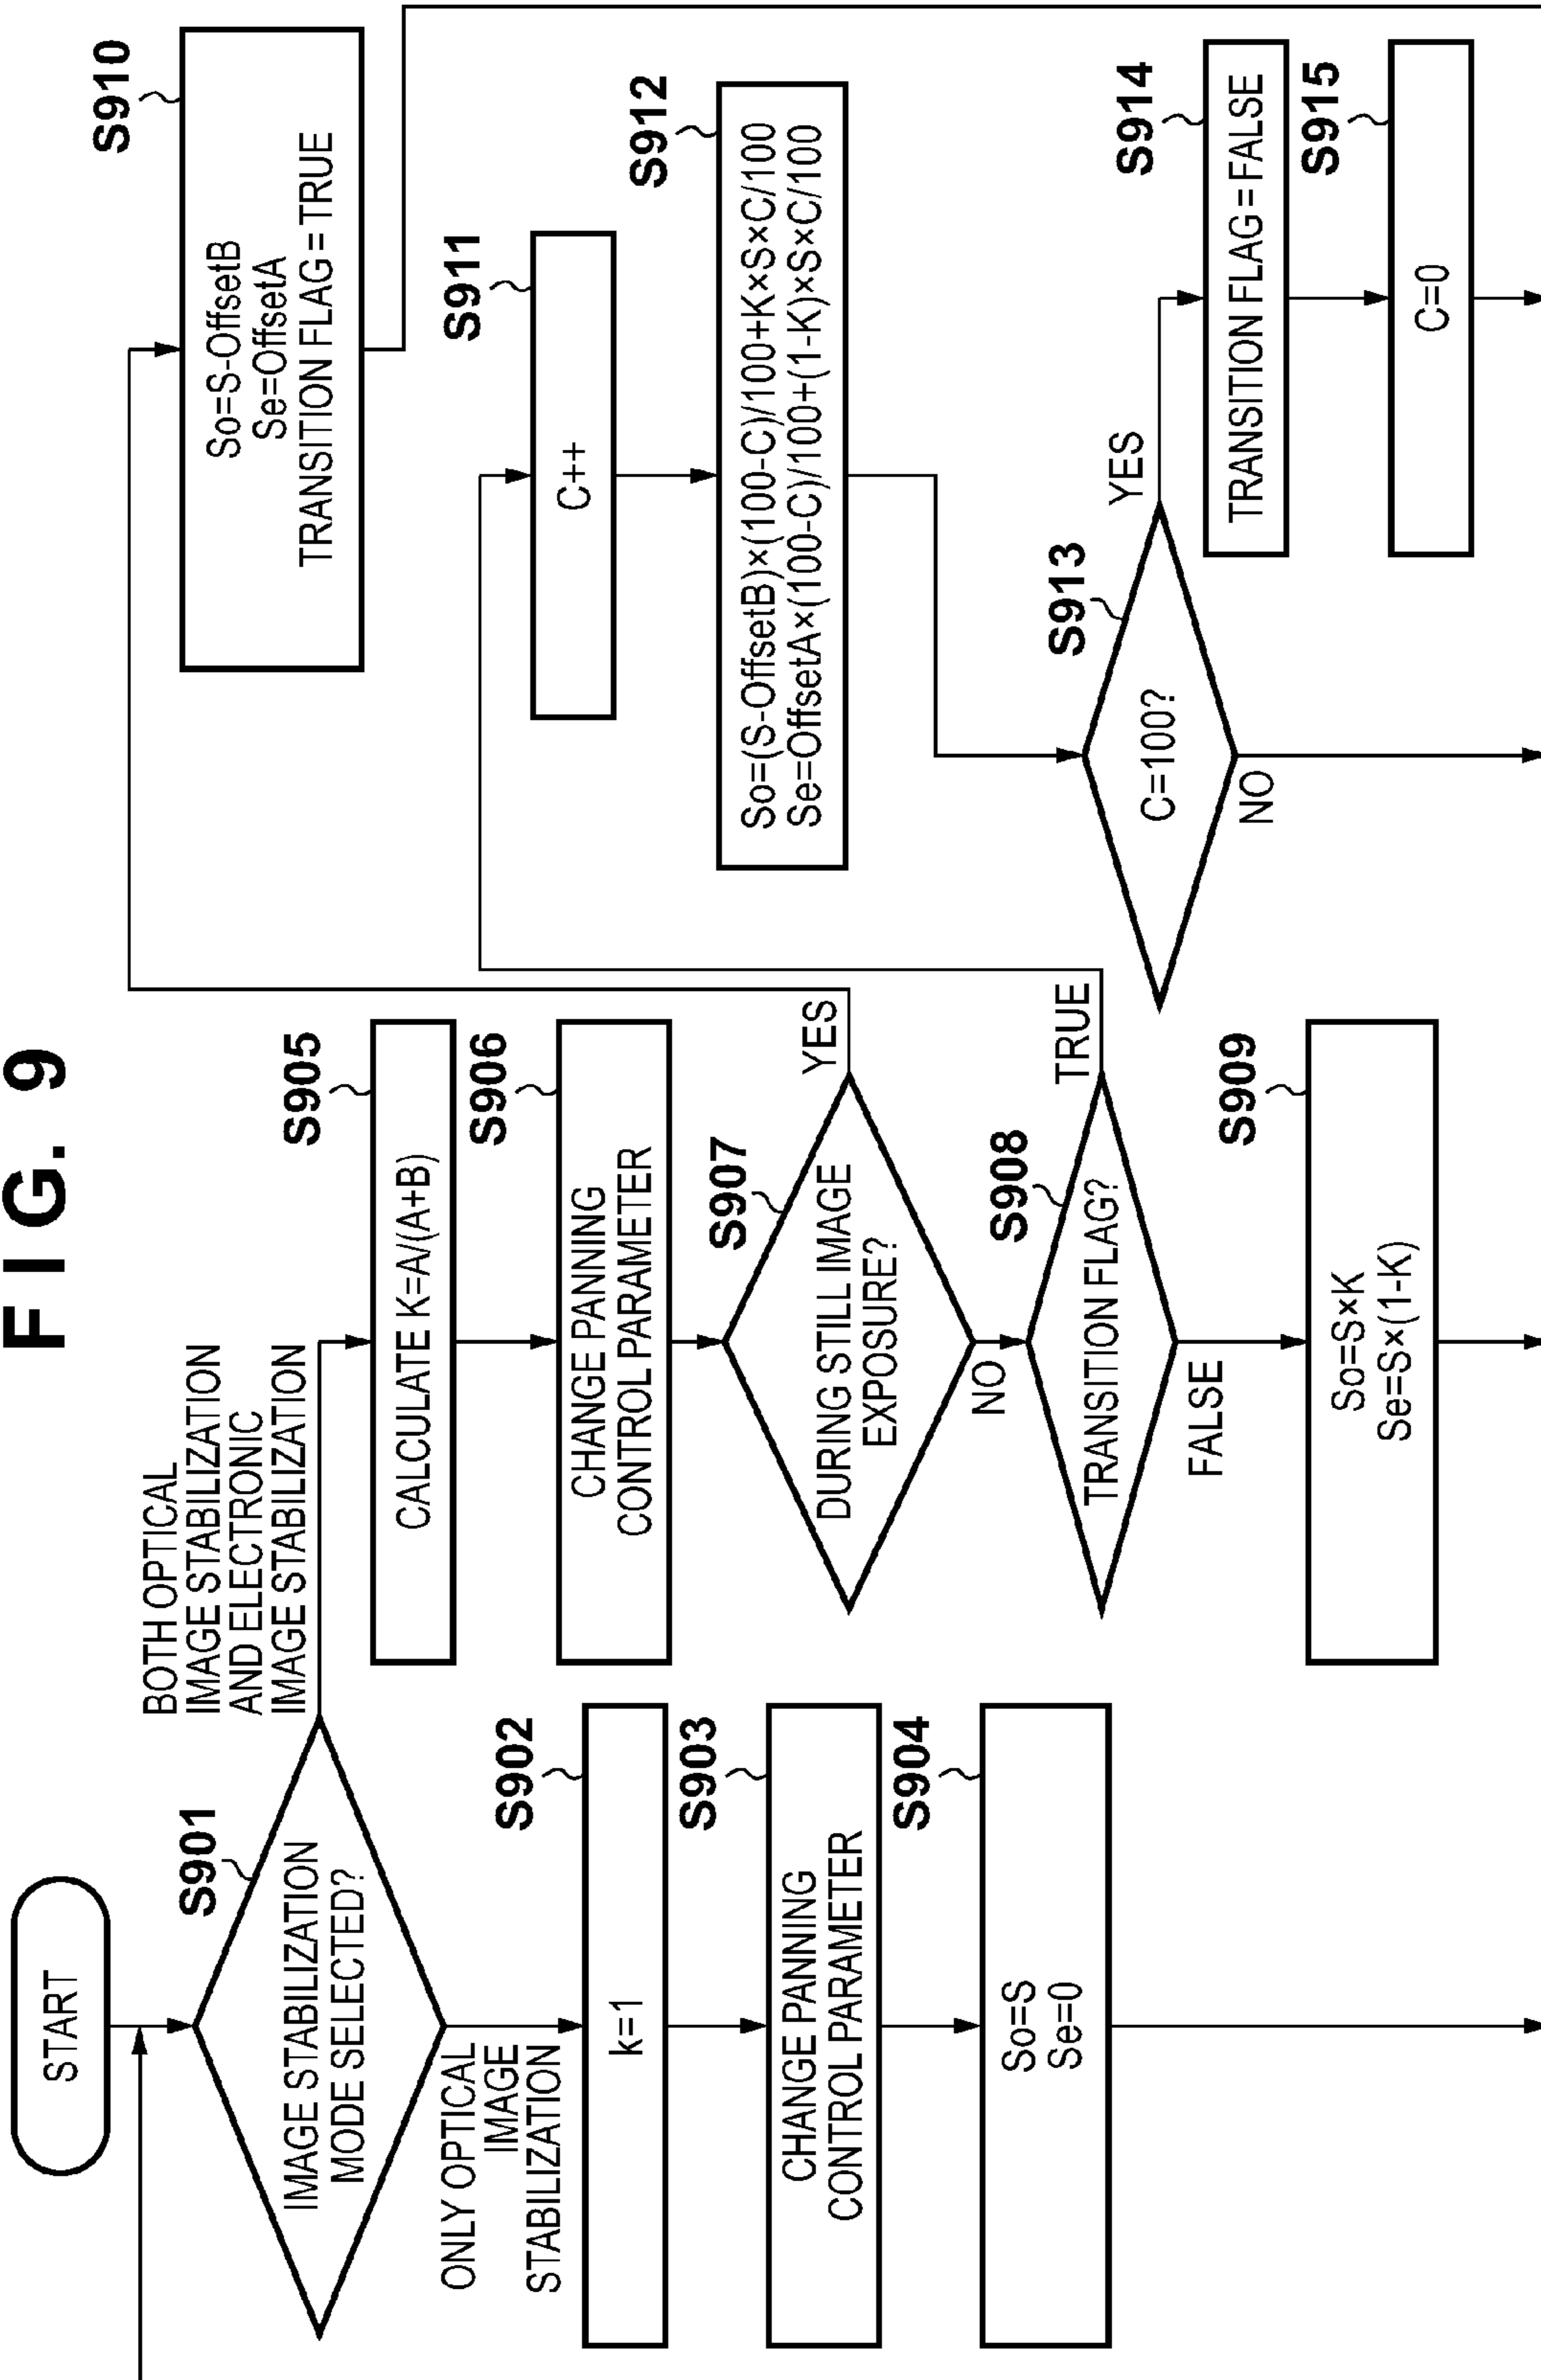 FIG. 9
START
S901
IMAGE STABILIZATION
MODE SELECTED?
ONLY OPTICAL
IMAGE
STABILIZATION
BOTH OPTICAL
IMAGE STABILIZATION
AND ELECTRONIC
IMAGE STABILIZATION
S902
k=1
S903
CHANGE PANNING
CONTROL PARAMETER
S904
So=S
Se=0
S905
CALCULATE K=A/(A+B)
S906
CHANGE PANNING
CONTROL PARAMETER
S907
DURING STILL IMAGE
EXPOSURE?
YES
NO
S908
TRANSITION FLAG?
TRUE
FALSE
S909
So=S×K
Se=S×(1-K)
S910
So=S-OffsetB
Se=OffsetA
TRANSITION FLAG = TRUE
S911
C++
S912
So=(S-OffsetB)×(100-C)/100+K×S×C/100
Se=OffsetA×(100-C)/100+(1-K)×S×C/100
S913
C=100?
YES
NO
S914
TRANSITION FLAG = FALSE
S915
C=0